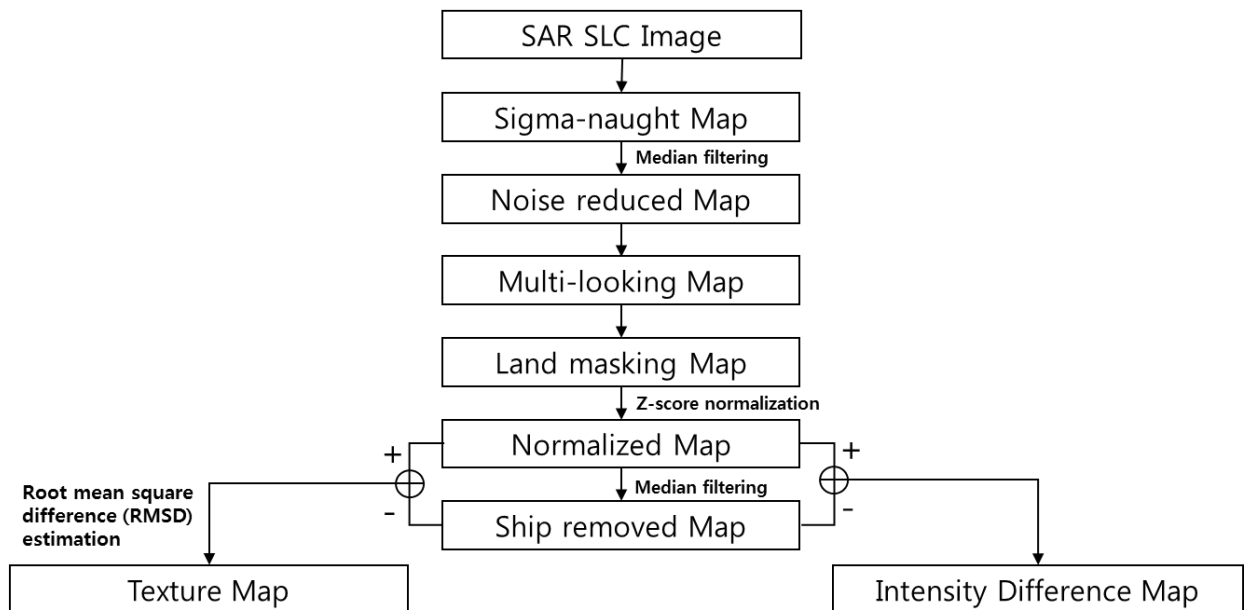 SAR SLC Image
Sigma-naught Map
Median filtering
Noise reduced Map
Multi-looking Map
Land masking Map
Z-score normalization
Normalized Map
+
+
Median filtering
Root mean square
difference (RMSD)
estimation
-
-
Ship removed Map
Texture Map
Intensity Difference Map